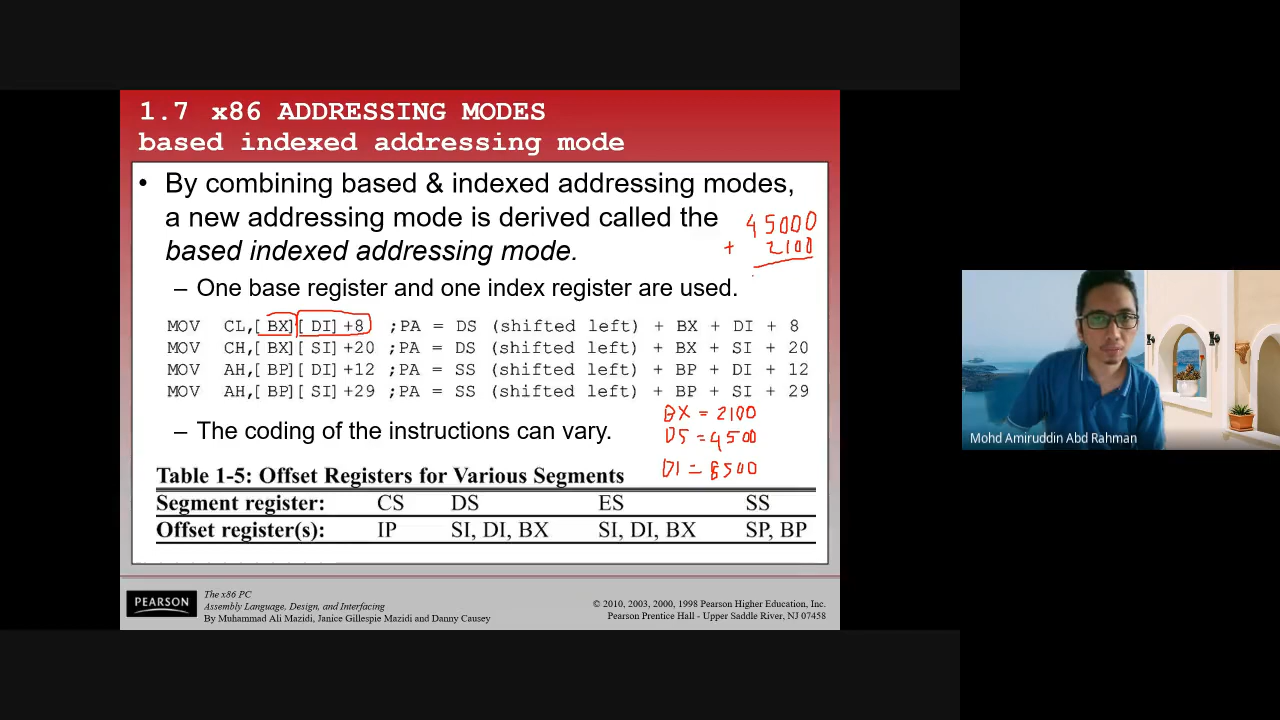 1.7 x86 ADDRESSING MODES
based indexed addressing mode
• By combining based & indexed addressing modes,
a new addressing mode is derived called the
based indexed addressing mode.
45000
+ 2100
– One base register and one index register are used.
MOV CL,[BX][DI]+8 ;PA = DS (shifted left) + BX + DI + 8
MOV CH,[BX][SI]+20 ;PA = DS (shifted left) + BX + SI + 20
MOV AH,[BP][DI]+12 ;PA = SS (shifted left) + BP + DI + 12
MOV AH,[BP][SI]+29 ;PA = SS (shifted left) + BP + SI + 29
BX = 2100
– The coding of the instructions can vary.
DS = 4500
DI = 8500
Table 1-5: Offset Registers for Various Segments
Segment register: CS DS ES SS
Offset register(s): IP SI, DI, BX SI, DI, BX SP, BP
PEARSON
The x86 PC
Assembly Language, Design, and Interfacing
By Muhammad Ali Mazidi, Janice Gillespie Mazidi and Danny Causey
© 2010, 2003, 2000, 1998 Pearson Higher Education, Inc.
Pearson Prentice Hall - Upper Saddle River, NJ 07458
Mohd Amiruddin Abd Rahman